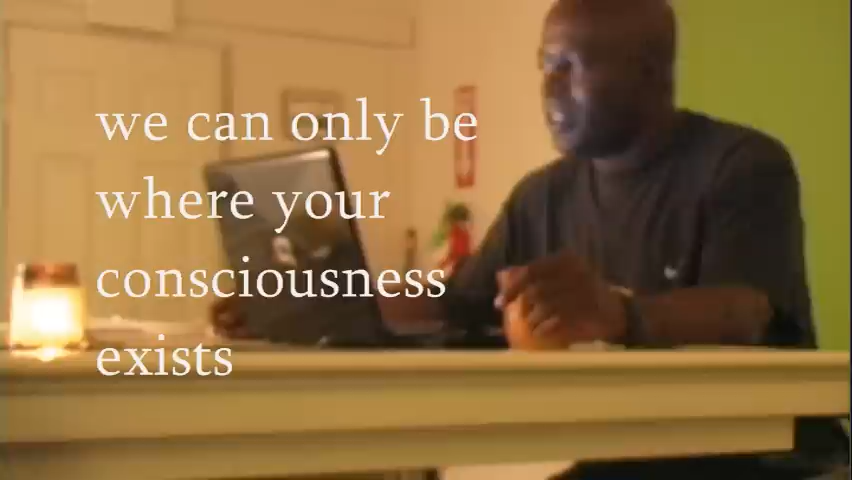 we can only be
where your
consciousness
exists